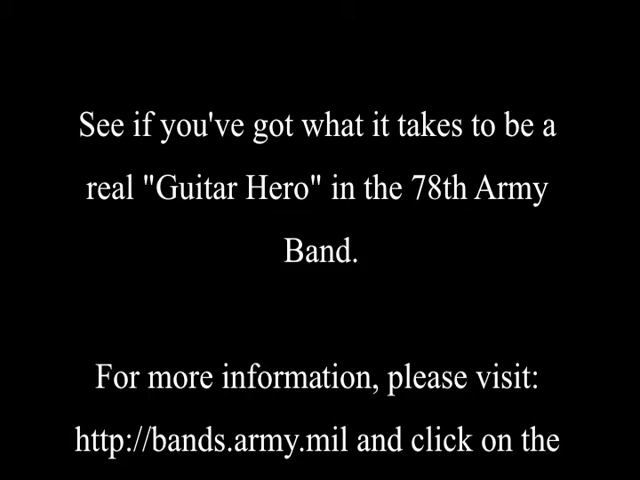 See if you've got what it takes to be a
real "Guitar Hero" in the 78th Army
Band.
For more information, please visit:
http://bands.army.mil and click on the